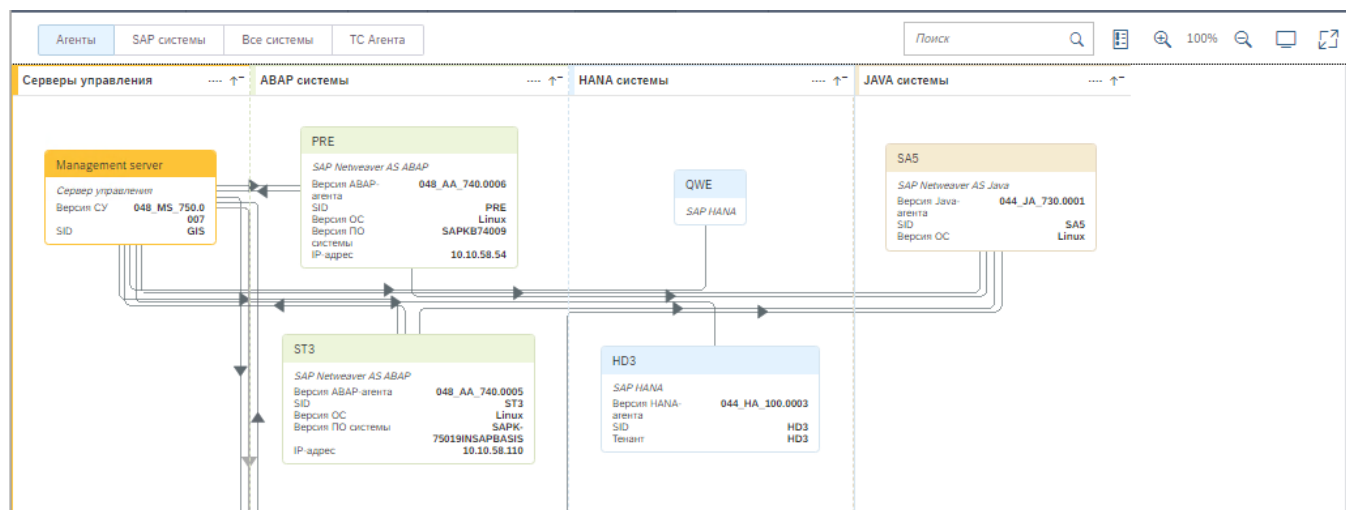 Агенты
SAP системы
Все системы
ТС Агента
Поиск
100%
Серверы управления
ABAP системы
HANA системы
JAVA системы
Management server
Сервер управления
Версия СУ 048_MS_750.0
007
SID GIS
PRE
SAP Netweaver AS ABAP
Версия ABAP- 048_AA_740.0006
агента
SID PRE
Версия ОС Linux
Версия ПО SAPKB74009
системы
IP-адрес 10.10.58.54
QWE
SAP HANA
SA5
SAP Netweaver AS Java
Версия Java- 044_JA_730.0001
агента
SID SA5
Версия ОС Linux
ST3
SAP Netweaver AS ABAP
Версия ABAP-агента 048_AA_740.0005
SID ST3
Версия ОС Linux
Версия ПО системы SAPK-
75019INSAPBASIS
IP-адрес 10.10.58.110
HD3
SAP HANA
Версия HANA- 044_HA_100.0003
агента
SID HD3
Тенант HD3